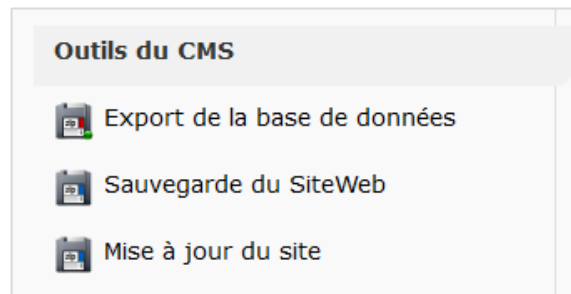 Outils du CMS
Export de la base de données
Sauvegarde du SiteWeb
Mise à jour du site